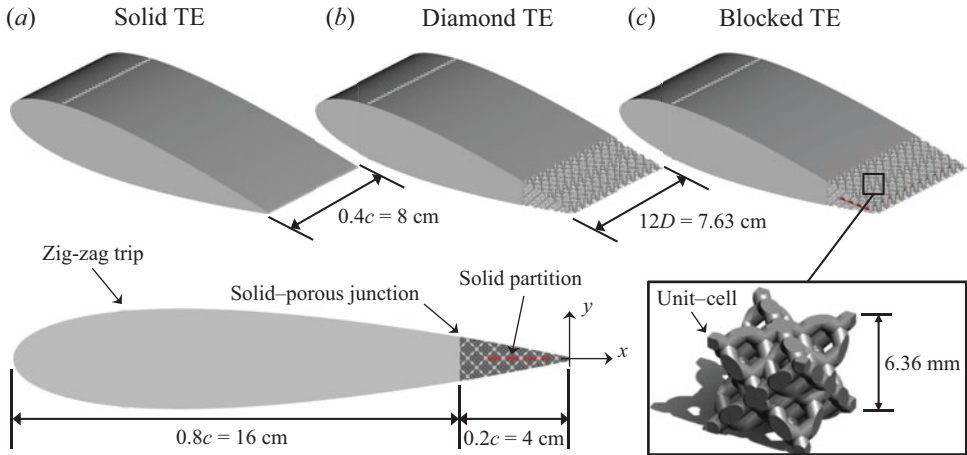 (a) Solid TE
(b) Diamond TE
(c) Blocked TE
0.4c = 8 cm
12D = 7.63 cm
Zig-zag trip
Solid–porous junction
Solid partition
y
x
Unit–cell
6.36 mm
0.8c = 16 cm
0.2c = 4 cm